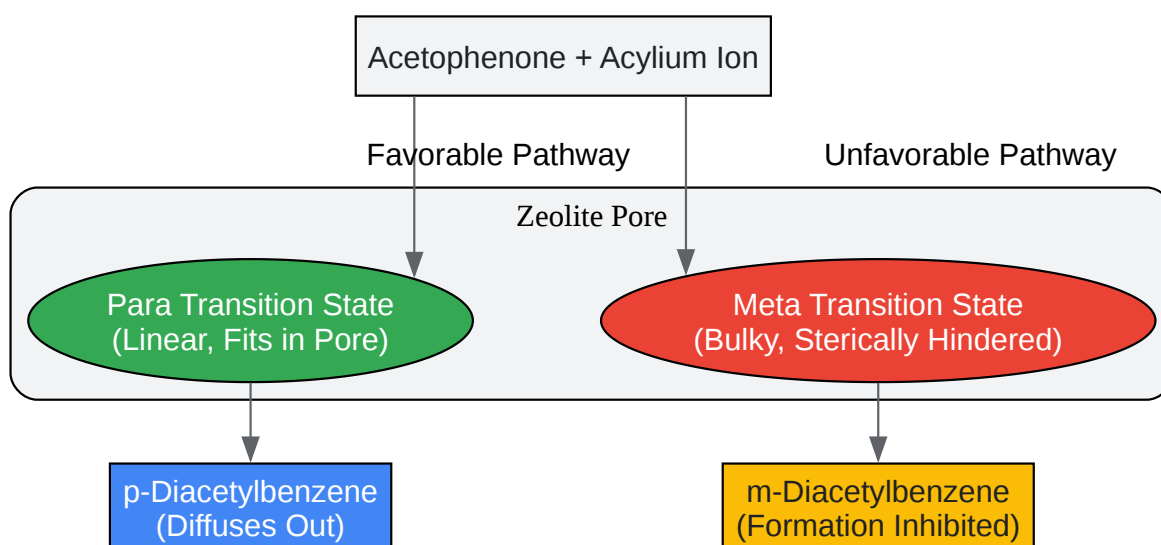 Acetophenone + Acylium Ion
Favorable Pathway
Unfavorable Pathway
Zeolite Pore
Para Transition State
(Linear, Fits in Pore)
Meta Transition State
(Bulky, Sterically Hindered)
p-Diacetylbenzene
(Diffuses Out)
m-Diacetylbenzene
(Formation Inhibited)